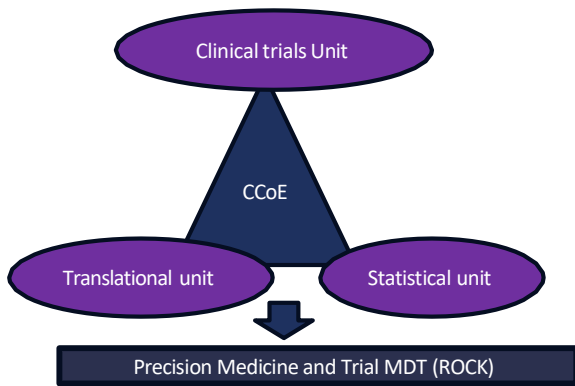 Clinical trials Unit
CCoE
Translational unit
Statistical unit
Precision Medicine and Trial MDT (ROCK)